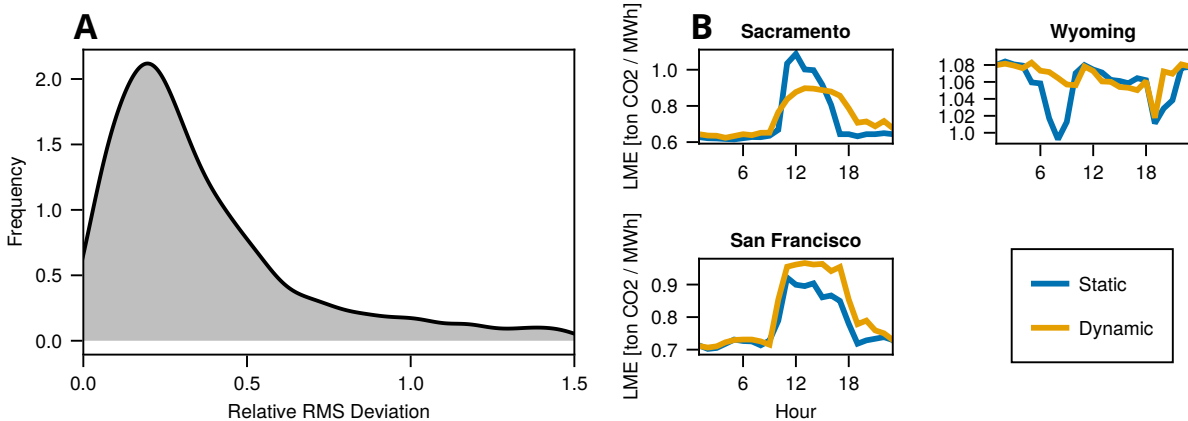 A
2.0
1.5
1.0
0.5
0.0
Frequency
0.0 0.5 1.0 1.5
Relative RMS Deviation
B
Sacramento
LME [ton CO2 / MWh]
1.0
0.8
0.6
6 12 18
Wyoming
1.08
1.06
1.04
1.02
1.0
6 12 18
San Francisco
LME [ton CO2 / MWh]
0.9
0.8
0.7
6 12 18
Hour
Static
Dynamic